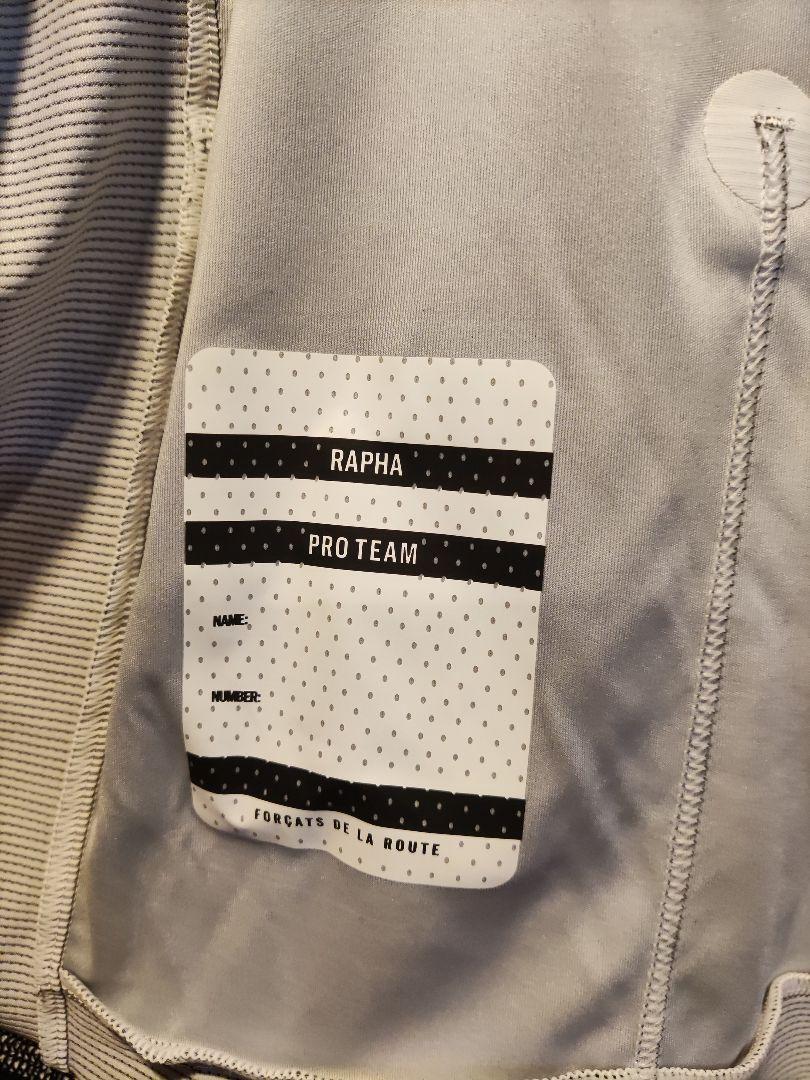 RAPHA
PRO TEAM
NAME:
NUMBER:
FORÇATS DE LA ROUTE